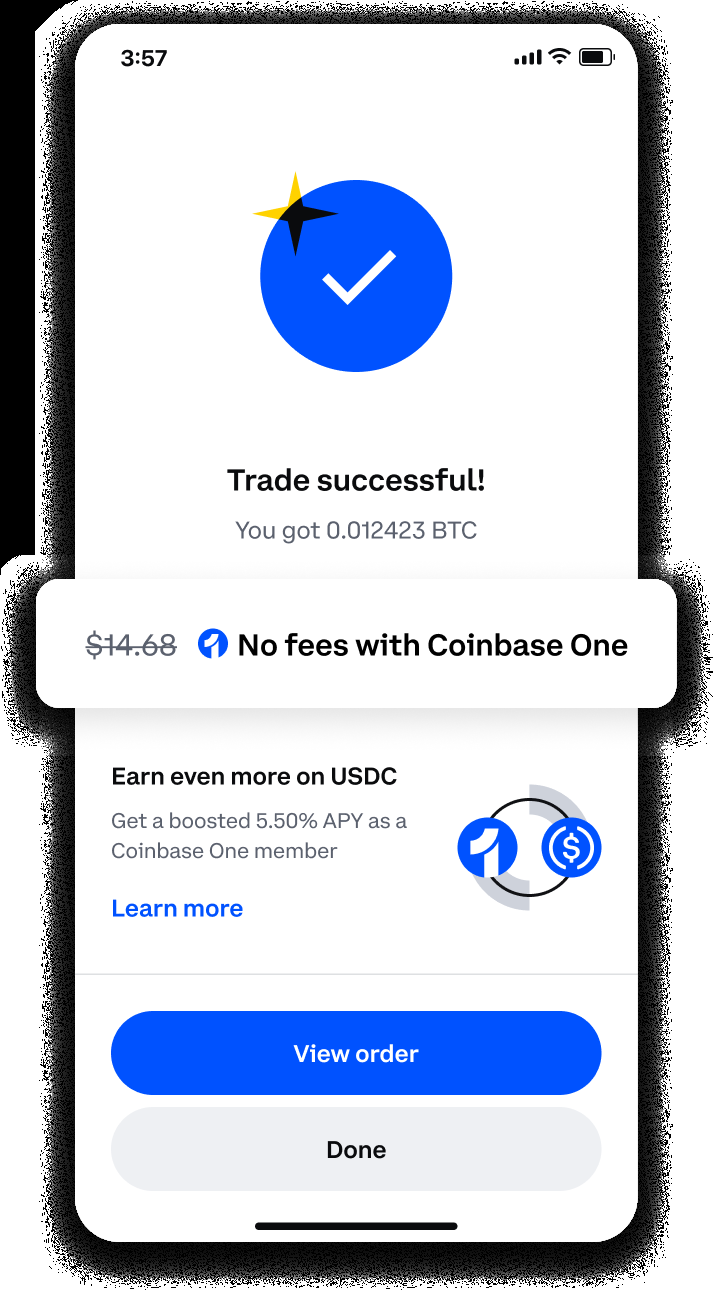 3:57
Trade successful!
You got 0.012423 BTC
$14.68 No fees with Coinbase One
Earn even more on USDC
Get a boosted 5.50% APY as a
Coinbase One member
Learn more
View order
Done